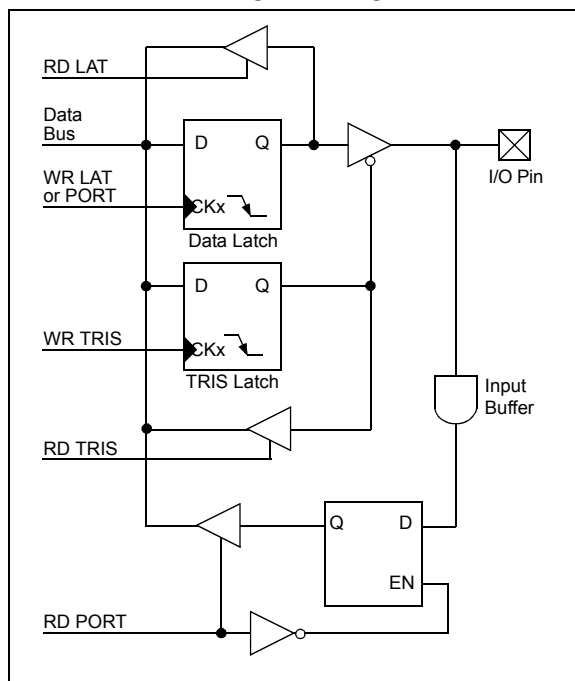 RD LAT
Data
Bus
WR LAT
or PORT
D Q
CKx
Data Latch
I/O Pin
D Q
CKx
TRIS Latch
WR TRIS
Input
Buffer
RD TRIS
Q D
EN
RD PORT